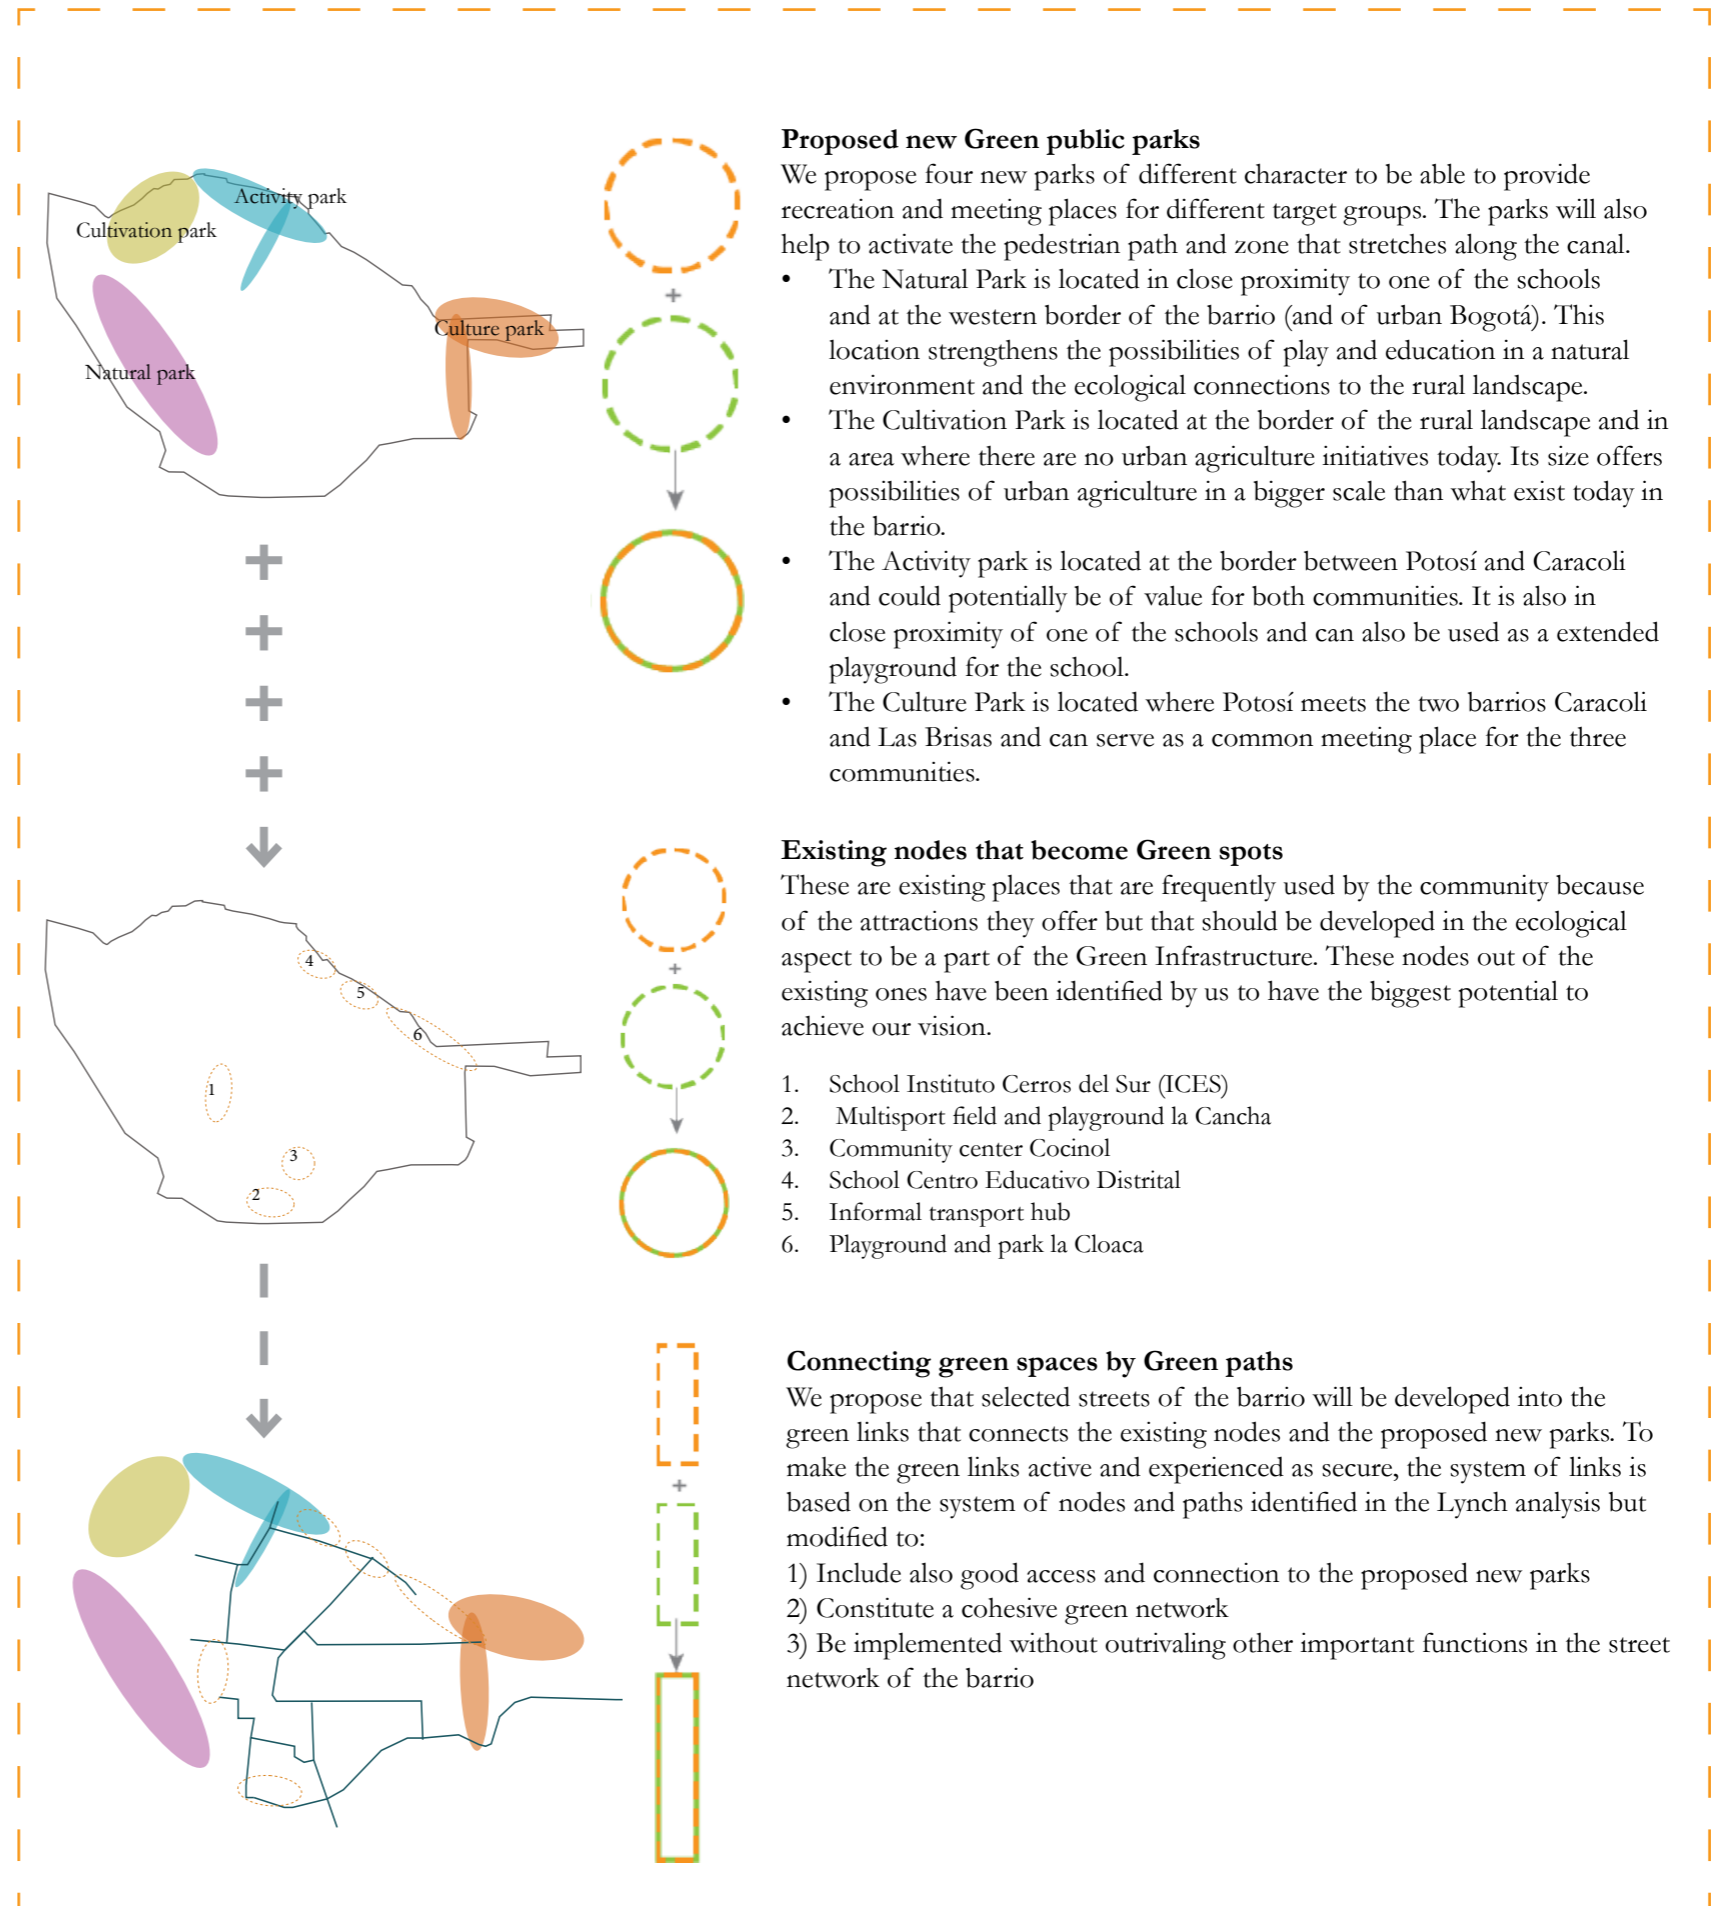 Proposed new Green public parks
We propose four new parks of different character to be able to provide
recreation and meeting places for different target groups. The parks will also
help to activate the pedestrian path and zone that stretches along the canal.
• The Natural Park is located in close proximity to one of the schools
and at the western border of the barrio (and of urban Bogotá). This
location strengthens the possibilities of play and education in a natural
environment and the ecological connections to the rural landscape.
• The Cultivation Park is located at the border of the rural landscape and in
a area where there are no urban agriculture initiatives today. Its size offers
possibilities of urban agriculture in a bigger scale than what exist today in
the barrio.
• The Activity park is located at the border between Potosí and Caracoli
and could potentially be of value for both communities. It is also in
close proximity of one of the schools and can also be used as a extended
playground for the school.
• The Culture Park is located where Potosí meets the two barrios Caracoli
and Las Brisas and can serve as a common meeting place for the three
communities.
Activity park
Cultivation park
Culture park
Natural park
+
+
+
+
+
Existing nodes that become Green spots
These are existing places that are frequently used by the community because
of the attractions they offer but that should be developed in the ecological
aspect to be a part of the Green Infrastructure. These nodes out of the
existing ones have been identified by us to have the biggest potential to
achieve our vision.
1. School Instituto Cerros del Sur (ICES)
2. Multisport field and playground la Cancha
3. Community center Cocinol
4. School Centro Educativo Distrital
5. Informal transport hub
6. Playground and park la Cloaca
4
5
6
1
3
2
+
Connecting green spaces by Green paths
We propose that selected streets of the barrio will be developed into the
green links that connects the existing nodes and the proposed new parks. To
make the green links active and experienced as secure, the system of links is
based on the system of nodes and paths identified in the Lynch analysis but
modified to:
1) Include also good access and connection to the proposed new parks
2) Constitute a cohesive green network
3) Be implemented without outrivaling other important functions in the street
network of the barrio
+